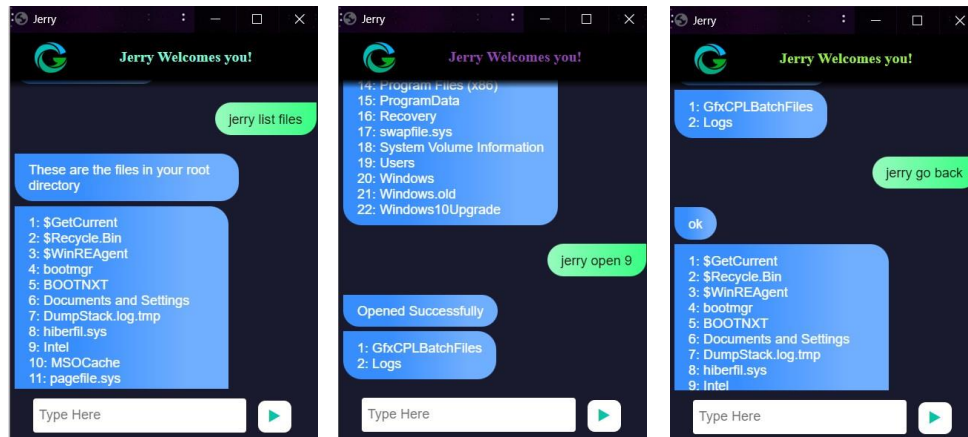 Jerry
Jerry Welcomes you!
jerry list files
These are the files in your root
directory
1: $GetCurrent
2: $Recycle.Bin
3: $WinREAgent
4: bootmgr
5: BOOTNXT
6: Documents and Settings
7: DumpStack.log.tmp
8: hiberfil.sys
9: Intel
10: MSOCache
11: pagefile.sys
Type Here
Jerry
Jerry Welcomes you!
14: Program Files (x86)
15: ProgramData
16: Recovery
17: swapfile.sys
18: System Volume Information
19: Users
20: Windows
21: Windows.old
22: Windows10Upgrade
jerry open 9
Opened Successfully
1: GfxCPLBatchFiles
2: Logs
Type Here
Jerry
Jerry Welcomes you!
1: GfxCPLBatchFiles
2: Logs
jerry go back
ok
1: $GetCurrent
2: $Recycle.Bin
3: $WinREAgent
4: bootmgr
5: BOOTNXT
6: Documents and Settings
7: DumpStack.log.tmp
8: hiberfil.sys
9: Intel
Type Here